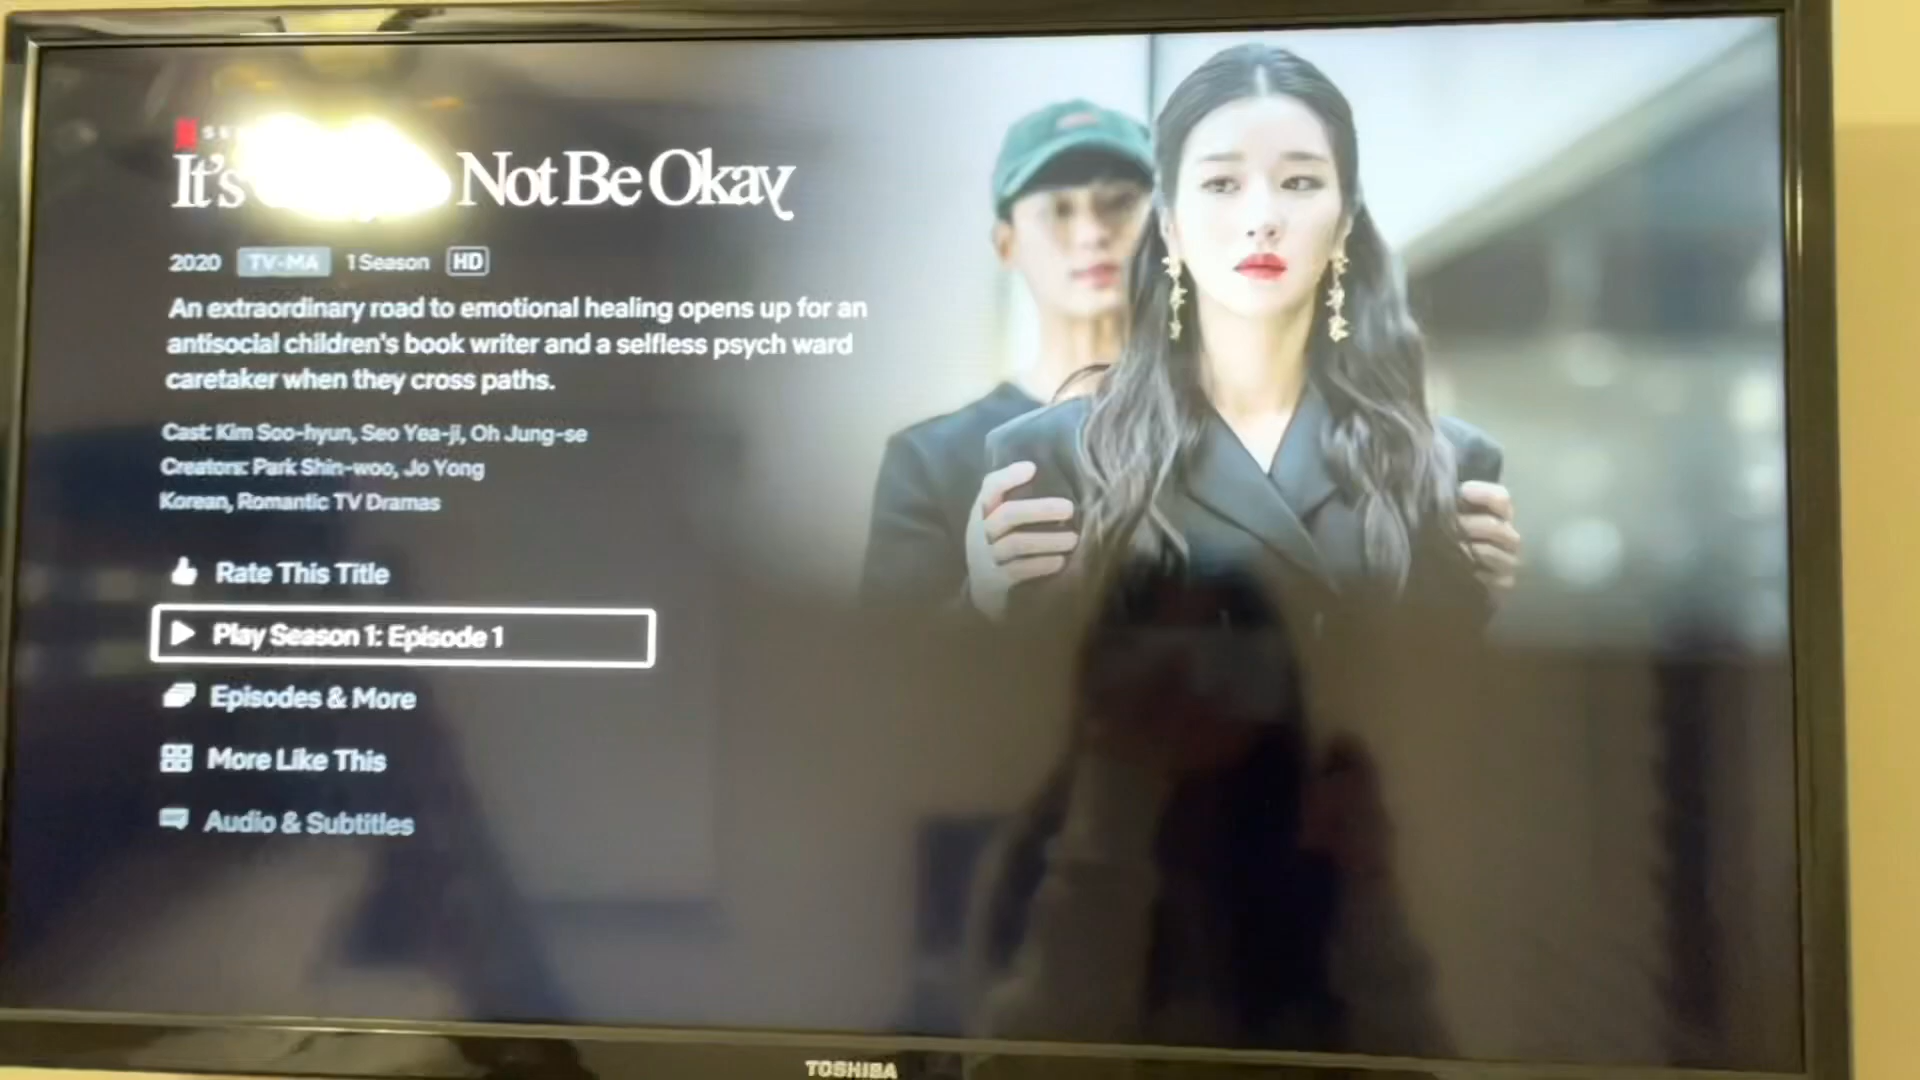 It's Not Be Okay
2020 TV-MA 1 Season HD
An extraordinary road to emotional healing opens up for an
antisocial children's book writer and a selfless psych ward
caretaker when they cross paths.
Cast: Kim Soo-hyun, Seo Yea-ji, Oh Jung-se
Creators: Park Shin-woo, Jo Yong
Korean, Romantic TV Dramas
Rate This Title
Play Season 1: Episode 1
Episodes & More
More Like This
Audio & Subtitles
TOSHIBA